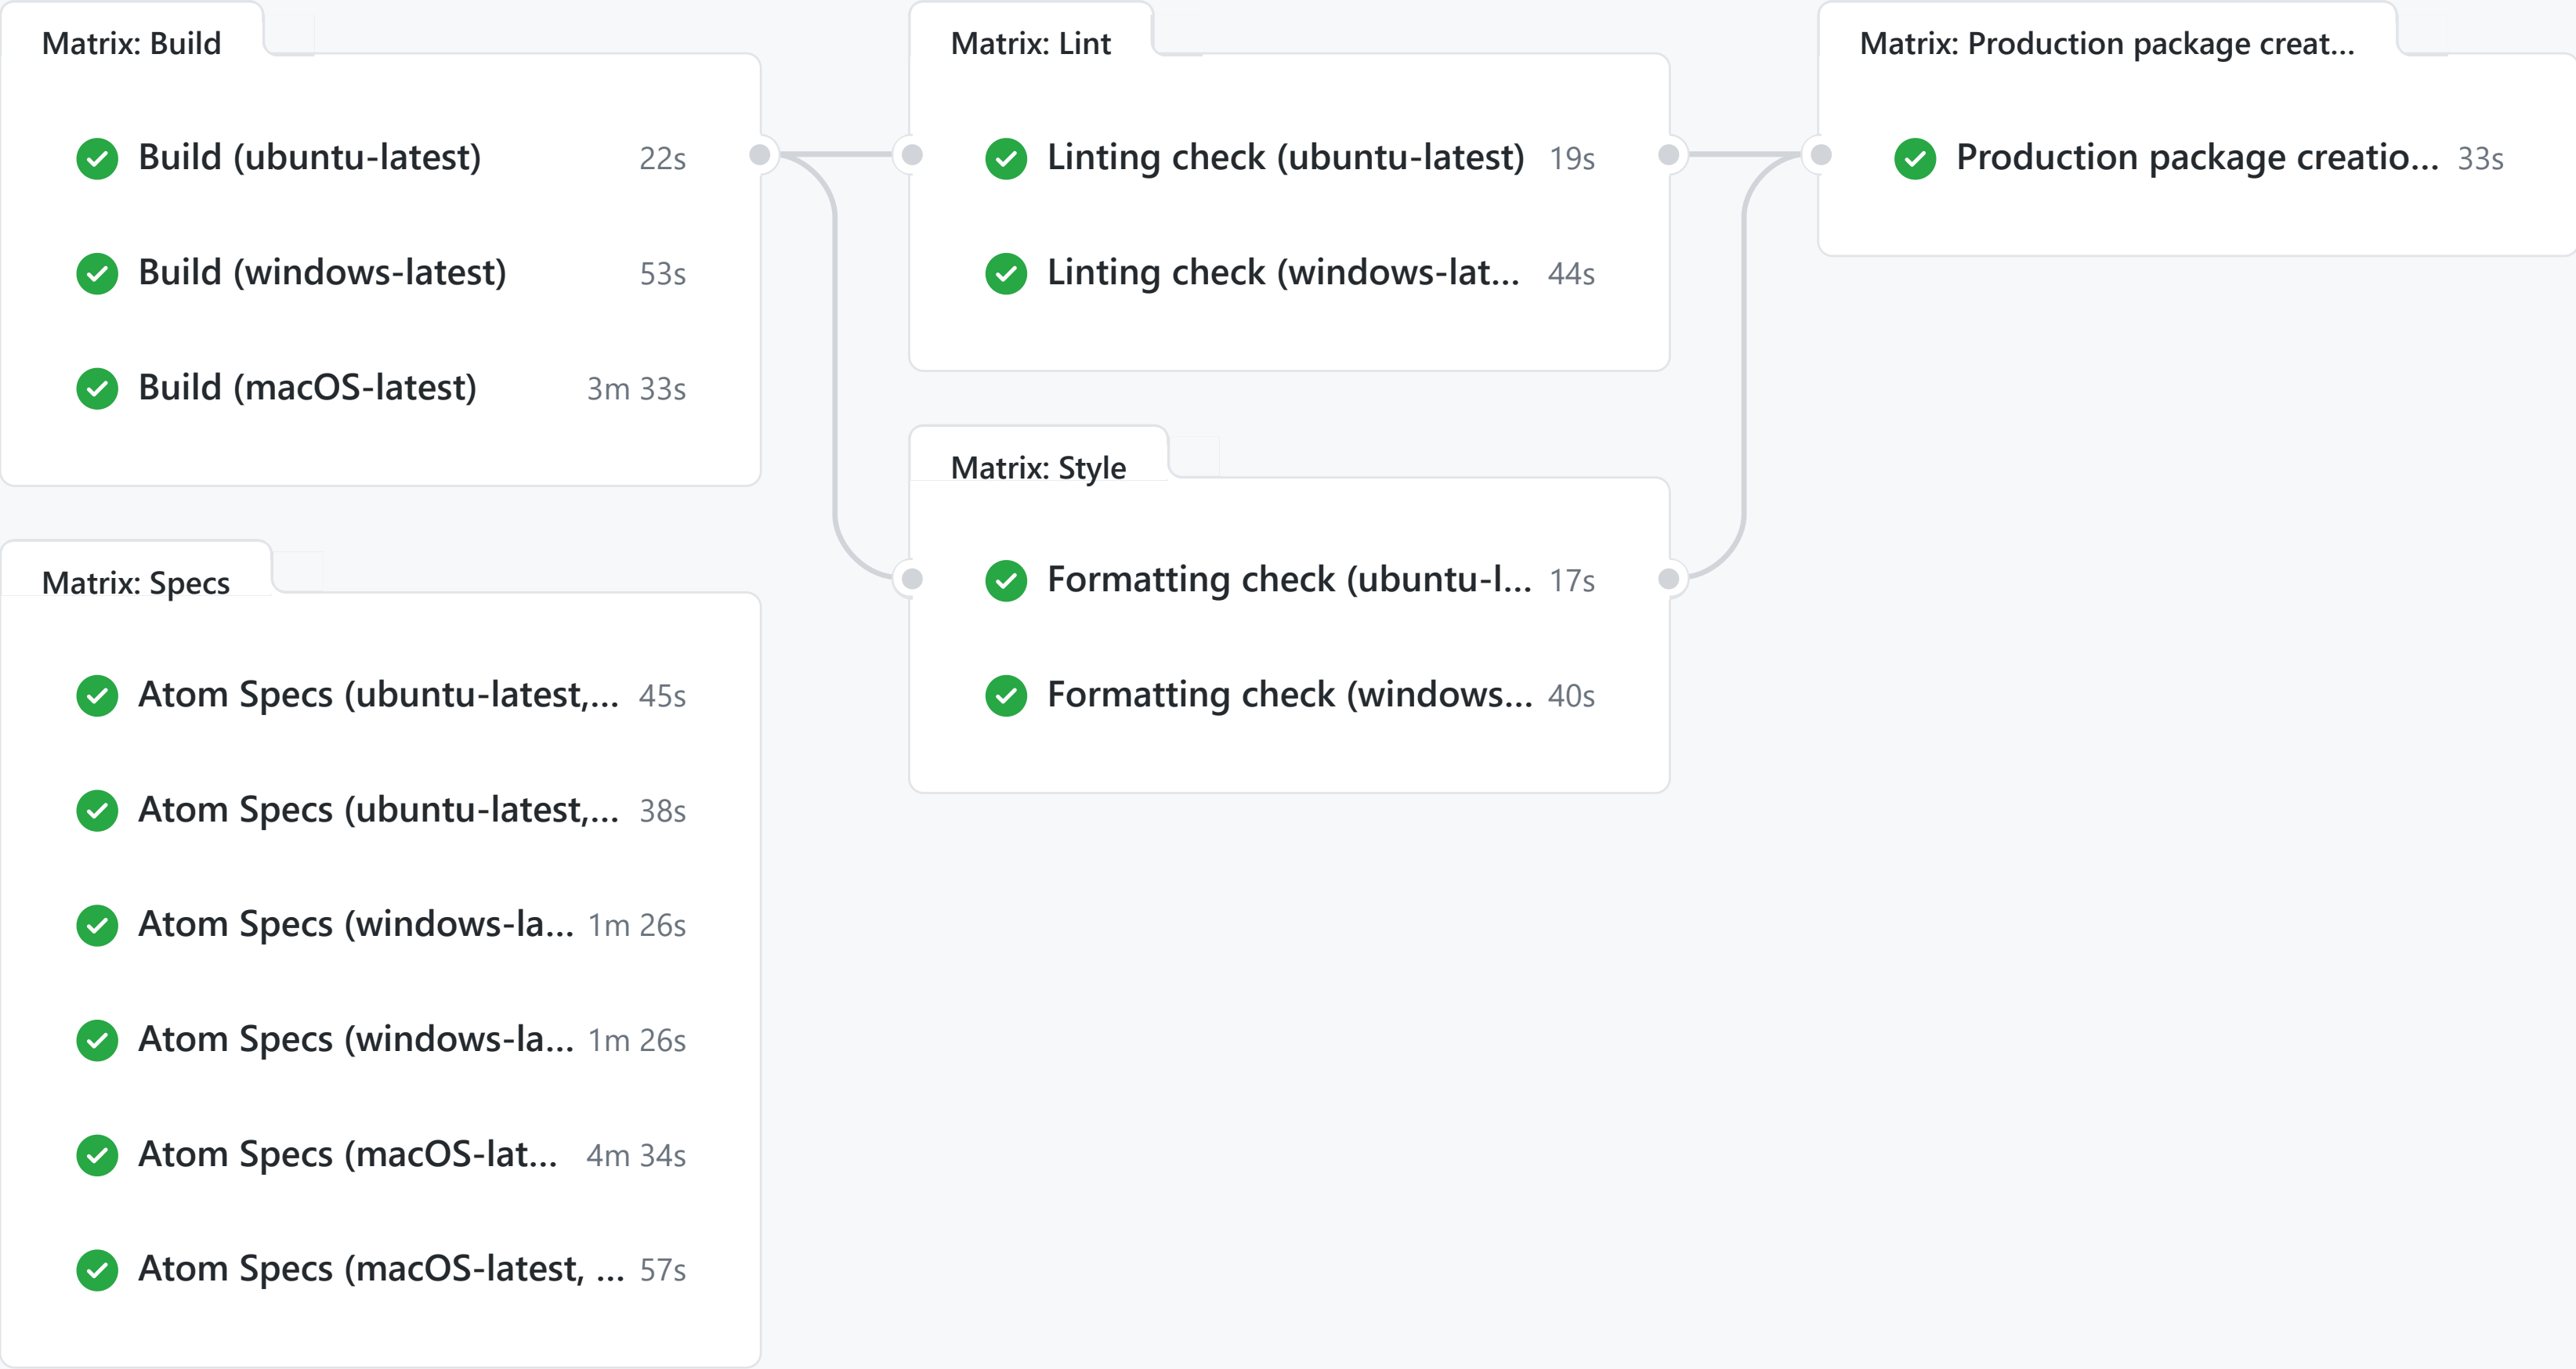 Matrix: Build
Build (ubuntu-latest) 22s
Build (windows-latest) 53s
Build (macOS-latest) 3m 33s
Matrix: Specs
Atom Specs (ubuntu-latest,... 45s
Atom Specs (ubuntu-latest,... 38s
Atom Specs (windows-la... 1m 26s
Atom Specs (windows-la... 1m 26s
Atom Specs (macOS-lat... 4m 34s
Atom Specs (macOS-latest, ... 57s
Matrix: Lint
Linting check (ubuntu-latest) 19s
Linting check (windows-lat... 44s
Matrix: Style
Formatting check (ubuntu-l... 17s
Formatting check (windows... 40s
Matrix: Production package creat...
Production package creatio... 33s